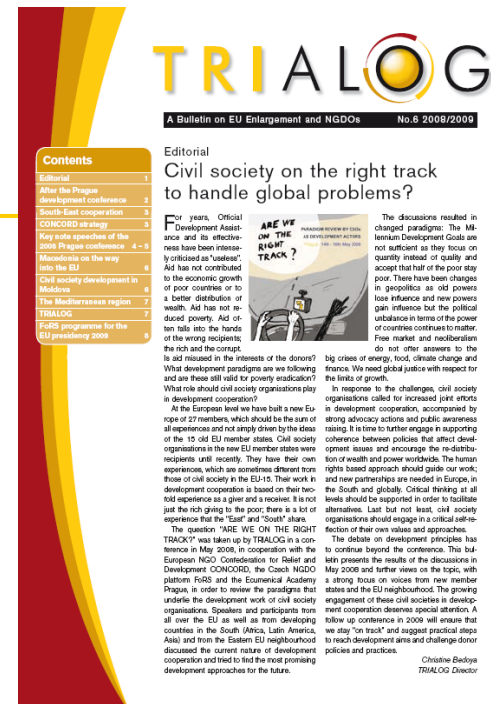 TRIALOG
A Bulletin on EU Enlargement and NGDOs No.6 2008/2009
Contents
Editorial 1
After the Prague
development conference 2
South-East cooperation 3
CONCORD strategy 3
Key note speeches of the
2008 Prague conference 4 – 5
Macedonia on the way
into the EU 6
Civil society development in
Moldova 6
The Mediterranean region 7
TRIALOG 7
FoRS programme for the
EU presidency 2009 8
Editorial
Civil society on the right track
to handle global problems?
For years, Official
Development Assist-
ance and its effective-
ness have been intense-
ly criticised as "useless".
Aid has not contributed
to the economic growth
of poor countries or to
a better distribution of
wealth. Aid has not re-
duced poverty. Aid of-
ten falls into the hands
of the wrong recipients;
the rich and the corrupt.
Is aid misused in the interests of the donors?
What development paradigms are we following
and are these still valid for poverty eradication?
What role should civil society organisations play
in development cooperation?
At the European level we have built a new Eu-
rope of 27 members, which should be the sum of
all experiences and not simply driven by the ideas
of the 15 old EU member states. Civil society
organisations in the new EU member states were
recipients until recently. They have their own
experiences, which are sometimes different from
those of civil society in the EU-15. Their work in
development cooperation is based on their two-
fold experience as a giver and a receiver. It is not
just the rich giving to the poor; there is a lot of
experience that the "East" and "South" share.
The question "ARE WE ON THE RIGHT
TRACK?" was taken up by TRIALOG in a con-
ference in May 2008, in cooperation with the
European NGO Confederation for Relief and
Development CONCORD, the Czech NGDO
platform FoRS and the Ecumenical Academy
Prague, in order to review the paradigms that
underlie the development work of civil society
organisations. Speakers and participants from
all over the EU as well as from developing
countries in the South (Africa, Latin America,
Asia) and from the Eastern EU neighbourhood
discussed the current nature of development
cooperation and tried to find the most promising
development approaches for the future.
ARE WE
ON THE
RIGHT
TRACK?
PARADIGM REVIEW BY CSOs
AS DEVELOPMENT ACTORS
14th - 16th May 2008
The discussions resulted in
changed paradigms: The Mil-
lennium Development Goals are
not sufficient as they focus on
quantity instead of quality and
accept that half of the poor stay
poor. There have been changes
in geopolitics as old powers
lose influence and new powers
gain influence but the political
unbalance in terms of the power
of countries continues to matter.
Free market and neoliberalism
do not offer answers to the
big crises of energy, food, climate change and
finance. We need global justice with respect for
the limits of growth.
In response to the challenges, civil society
organisations called for increased joint efforts
in development cooperation, accompanied by
strong advocacy actions and public awareness
raising. It is time to further engage in supporting
coherence between policies that affect devel-
opment issues and encourage the re-distribu-
tion of wealth and power worldwide. The human
rights based approach should guide our work;
and new partnerships are needed in Europe, in
the South and globally. Critical thinking at all
levels should be supported in order to facilitate
alternatives. Last but not least, civil society
organisations should engage in a critical self-re-
flection of their own values and approaches.
The debate on development principles has
to continue beyond the conference. This bul-
letin presents the results of the discussions in
May 2008 and further views on the topic, with
a strong focus on voices from new member
states and the EU neighbourhood. The growing
engagement of these civil societies in develop-
ment cooperation deserves special attention. A
follow up conference in 2009 will ensure that
we stay "on track" and suggest practical steps
to reach development aims and challenge donor
policies and practices.
Christine Bedoya
TRIALOG Director